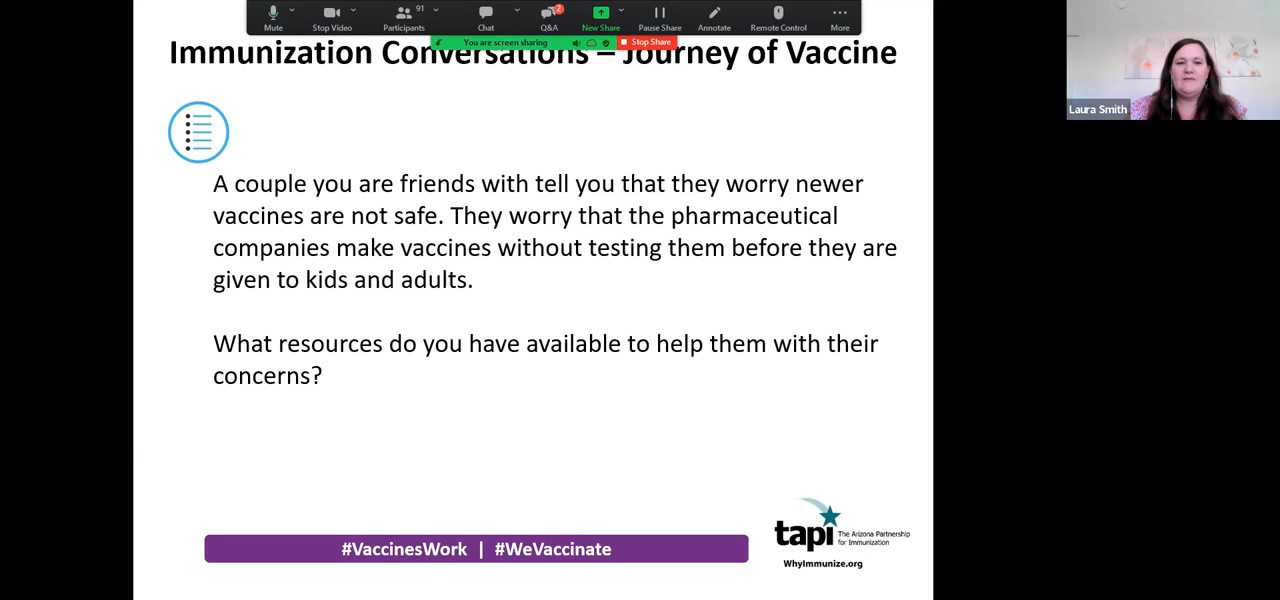 91
2
Mute
Stop Video
Participants
Chat
Q&A
New Share
Pause Share
Annotate
Remote Control
More
You are screen sharing
Stop Share
Immunization Conversations – Journey of Vaccine
Laura Smith
A couple you are friends with tell you that they worry newer
vaccines are not safe. They worry that the pharmaceutical
companies make vaccines without testing them before they are
given to kids and adults.
What resources do you have available to help them with their
concerns?
#VaccinesWork | #WeVaccinate
tapi
The Arizona Partnership
for Immunization
WhyImmunize.org